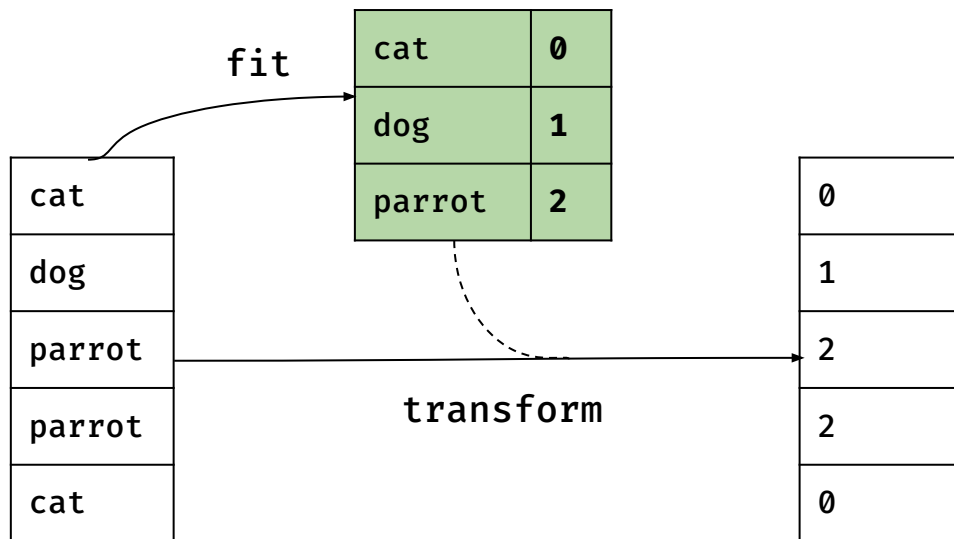 fit
cat 0
dog 1
parrot 2
cat
dog
parrot
parrot
cat
transform
0
1
2
2
0